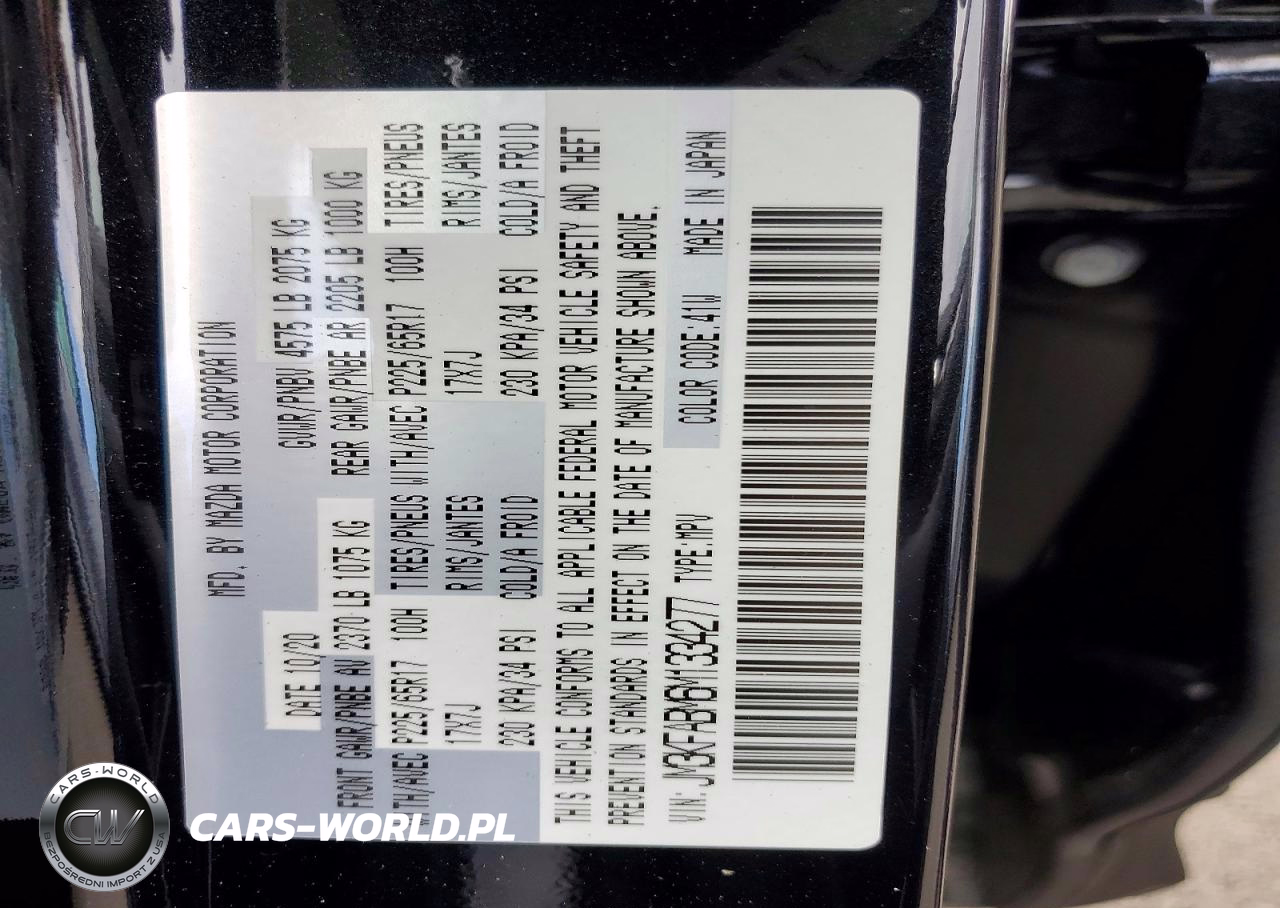 MFD. BY MAZDA MOTOR CORPORATION
DATE 10/20 GVWR/PNBV 4575 LB 2075 KG
FRONT GAWR/PNBE AV 2370 LB 1075 KG REAR GAWR/PNBE AR 2205 LB 1000 KG
WITH/AVEC P225/65R17 100H TIRES/PNEUS WITH/AVEC P225/65R17 100H TIRES/PNEUS
17X7J RIMS/JANTES 17X7J RIMS/JANTES
230 KPA/34 PSI COLD/A FROID 230 KPA/34 PSI COLD/A FROID
THIS VEHICLE CONFORMS TO ALL APPLICABLE FEDERAL MOTOR VEHICLE SAFETY AND THEFT
PREVENTION STANDARDS IN EFFECT ON THE DATE OF MANUFACTURE SHOWN ABOVE.
VIN: JM3KFABM6M1334277 TYPE:MPV COLOR CODE:41W MADE IN JAPAN
CARS-WORLD
CW
BEZPOŚREDNI IMPORT Z USA
CARS-WORLD.PL